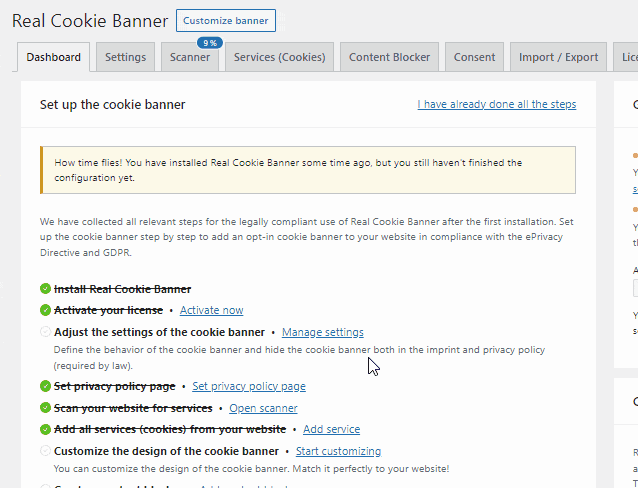 Real Cookie Banner Customize banner
9 %
Dashboard Settings Scanner Services (Cookies) Content Blocker Consent Import / Export
Set up the cookie banner I have already done all the steps
How time flies! You have installed Real Cookie Banner some time ago, but you still haven't finished the
configuration yet.
We have collected all relevant steps for the legally compliant use of Real Cookie Banner after the first installation. Set
up the cookie banner step by step to add an opt-in cookie banner to your website in compliance with the ePrivacy
Directive and GDPR.
Install Real Cookie Banner
Activate your license • Activate now
Adjust the settings of the cookie banner • Manage settings
Define the behavior of the cookie banner and hide the cookie banner both in the imprint and privacy policy
(required by law).
Set privacy policy page • Set privacy policy page
Scan your website for services • Open scanner
Add all services (cookies) from your website • Add service
Customize the design of the cookie banner • Start customizing
You can customize the design of the cookie banner. Match it perfectly to your website!